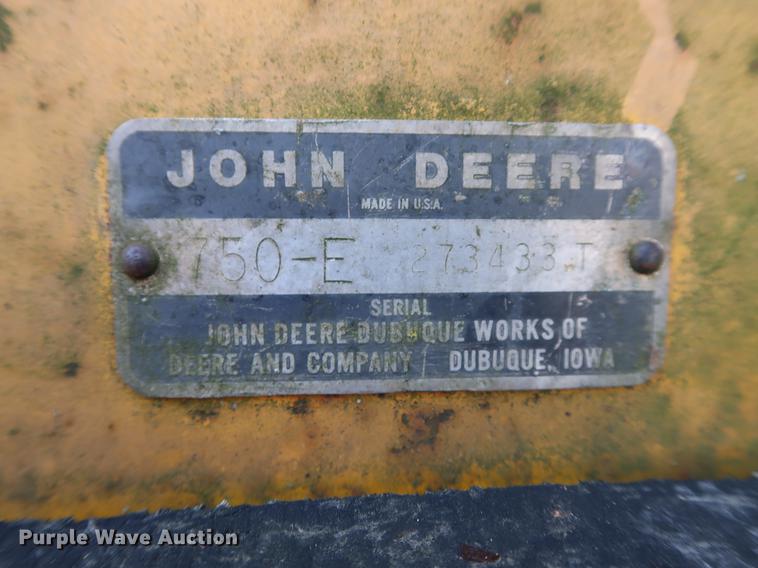 JOHN DEERE
MADE IN U.S.A.
750-E 273433 T
SERIAL
JOHN DEERE DUBUQUE WORKS OF
DEERE AND COMPANY DUBUQUE, IOWA
Purple Wave Auction